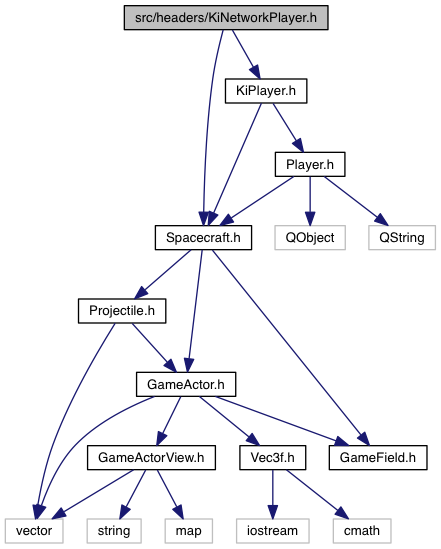 src/headers/KiNetworkPlayer.h
KiPlayer.h
Player.h
Spacecraft.h
QObject
QString
Projectile.h
GameActor.h
GameActorView.h
Vec3f.h
GameField.h
vector
string
map
iostream
cmath